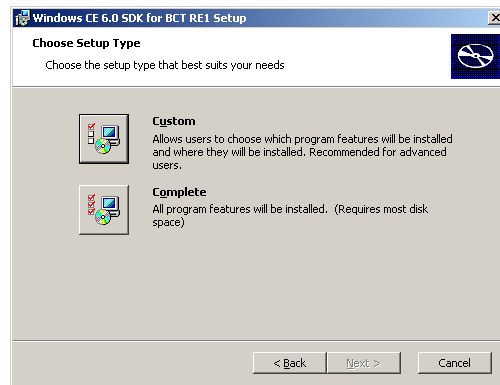 Windows CE 6.0 SDK for BCT RE1 Setup
Choose Setup Type
Choose the setup type that best suits your needs
Custom
Allows users to choose which program features will be installed
and where they will be installed. Recommended for advanced
users.
Complete
All program features will be installed. (Requires most disk
space)
< Back Next > Cancel